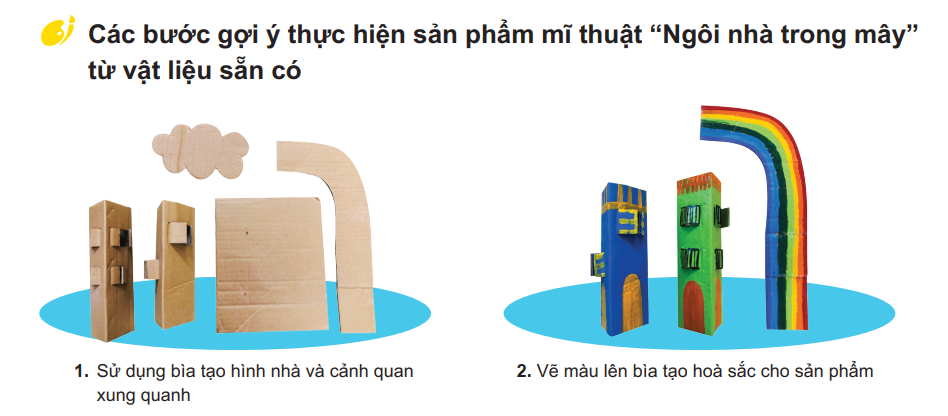 Các bước gợi ý thực hiện sản phẩm mĩ thuật “Ngôi nhà trong mây”
từ vật liệu sẵn có
1. Sử dụng bìa tạo hình nhà và cảnh quan
xung quanh
2. Vẽ màu lên bìa tạo hoà sắc cho sản phẩm